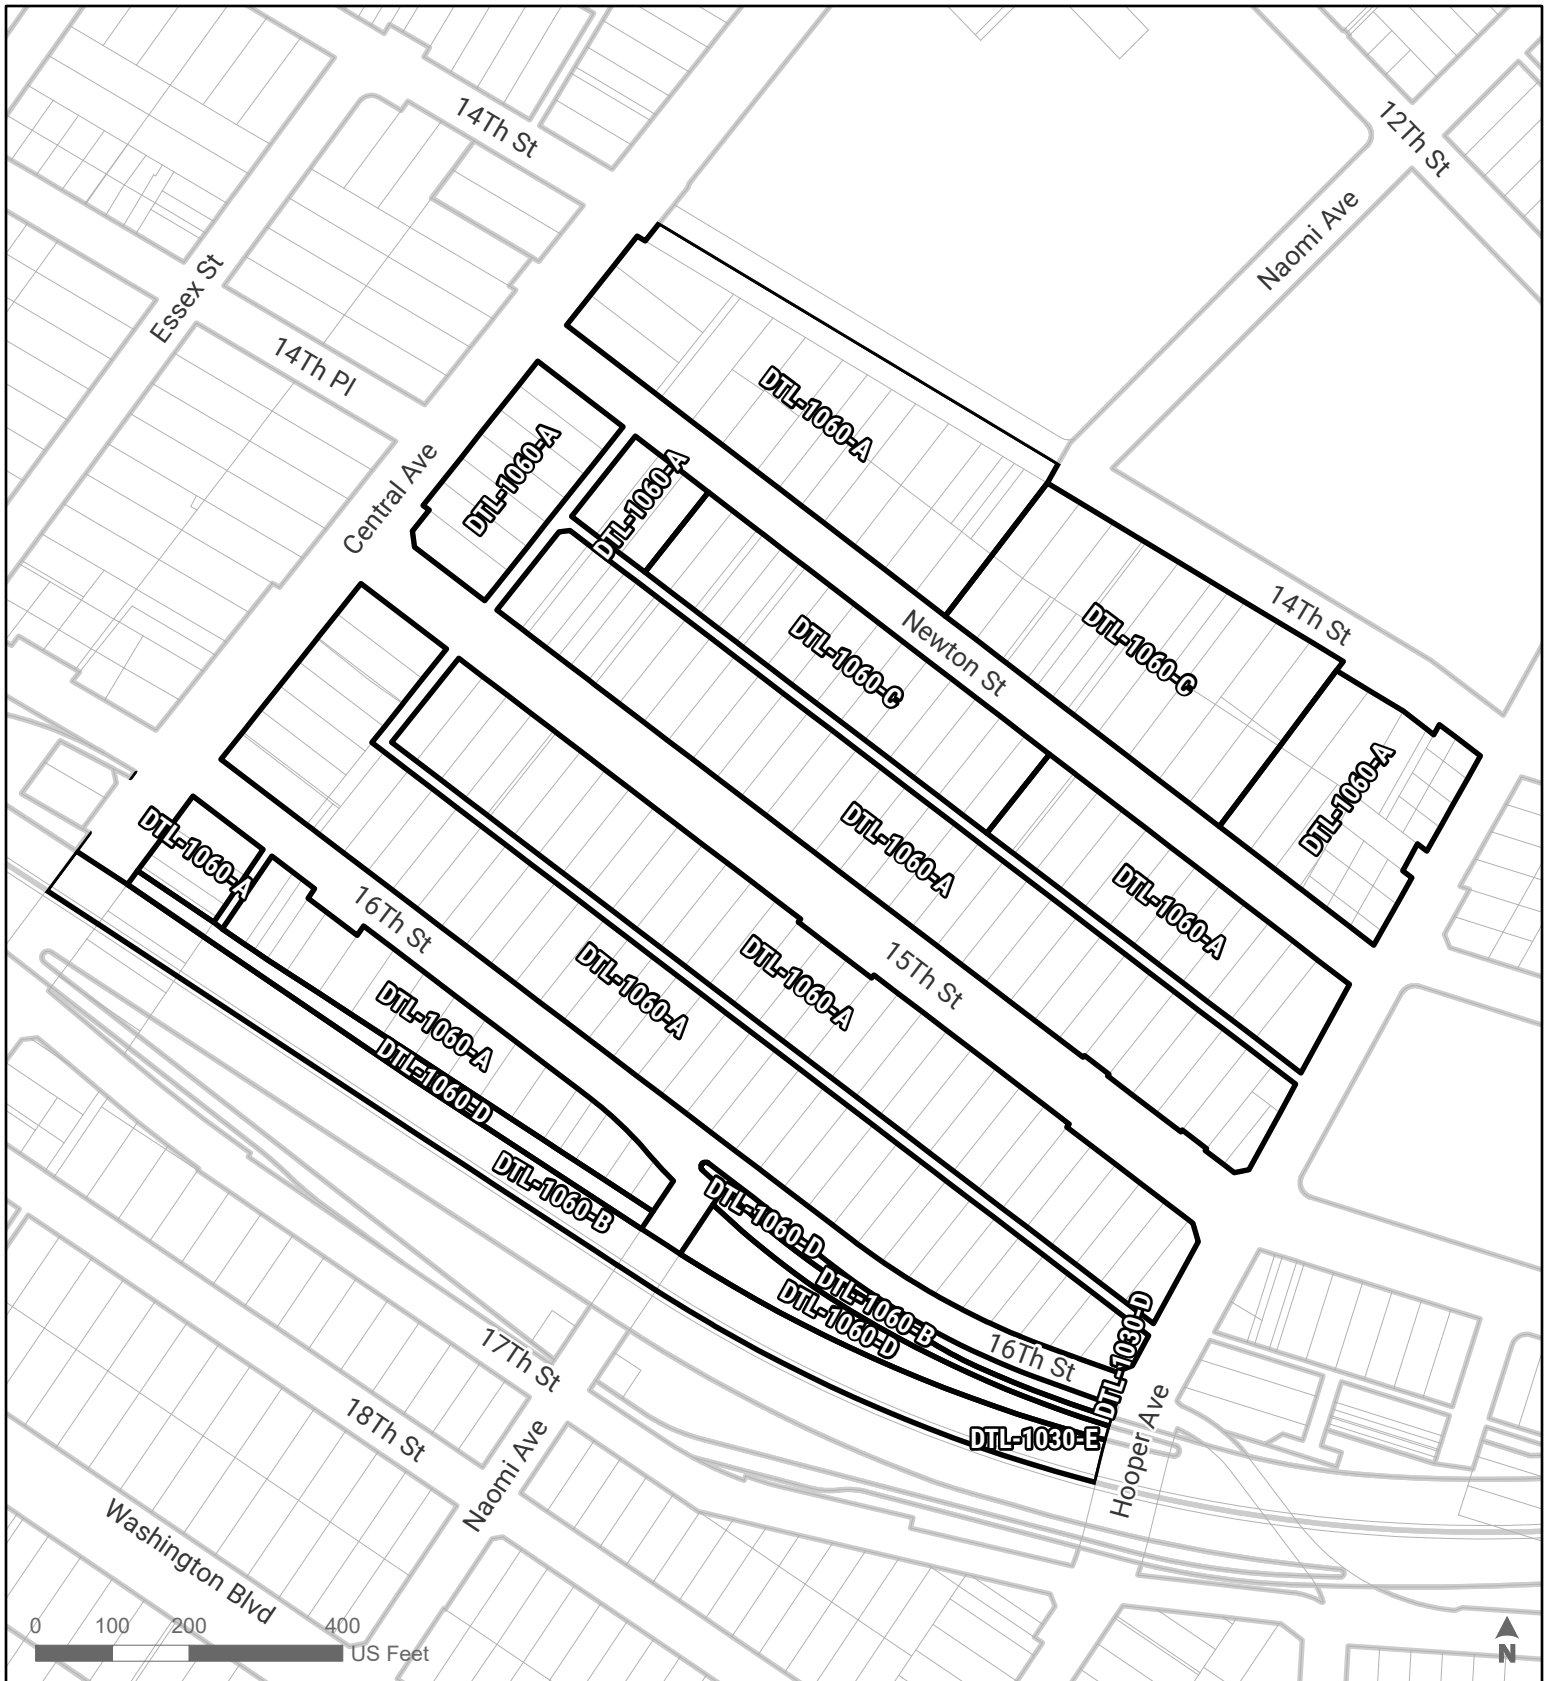 14Th St
12Th St
Naomi Ave
Essex St
14Th Pl
DTL-1060-A
Central Ave
DTL-1060-A
DTL-1060-A
14Th St
Newton St
DTL-1060-C
DTL-1060-C
DTL-1060-A
DTL-1060-A
DTL-1060-A
DTL-1060-A
16Th St
15Th St
DTL-1060-A
DTL-1060-A
DTL-1060-A
DTL-1060-D
DTL-1060-B
DTL-1060-D
DTL-1060-B
DTL-1060-D
16Th St
DTL-1030-D
DTL-1030-E
17Th St
18Th St
Naomi Ave
Hooper Ave
Washington Blvd
0 100 200 400
US Feet
N